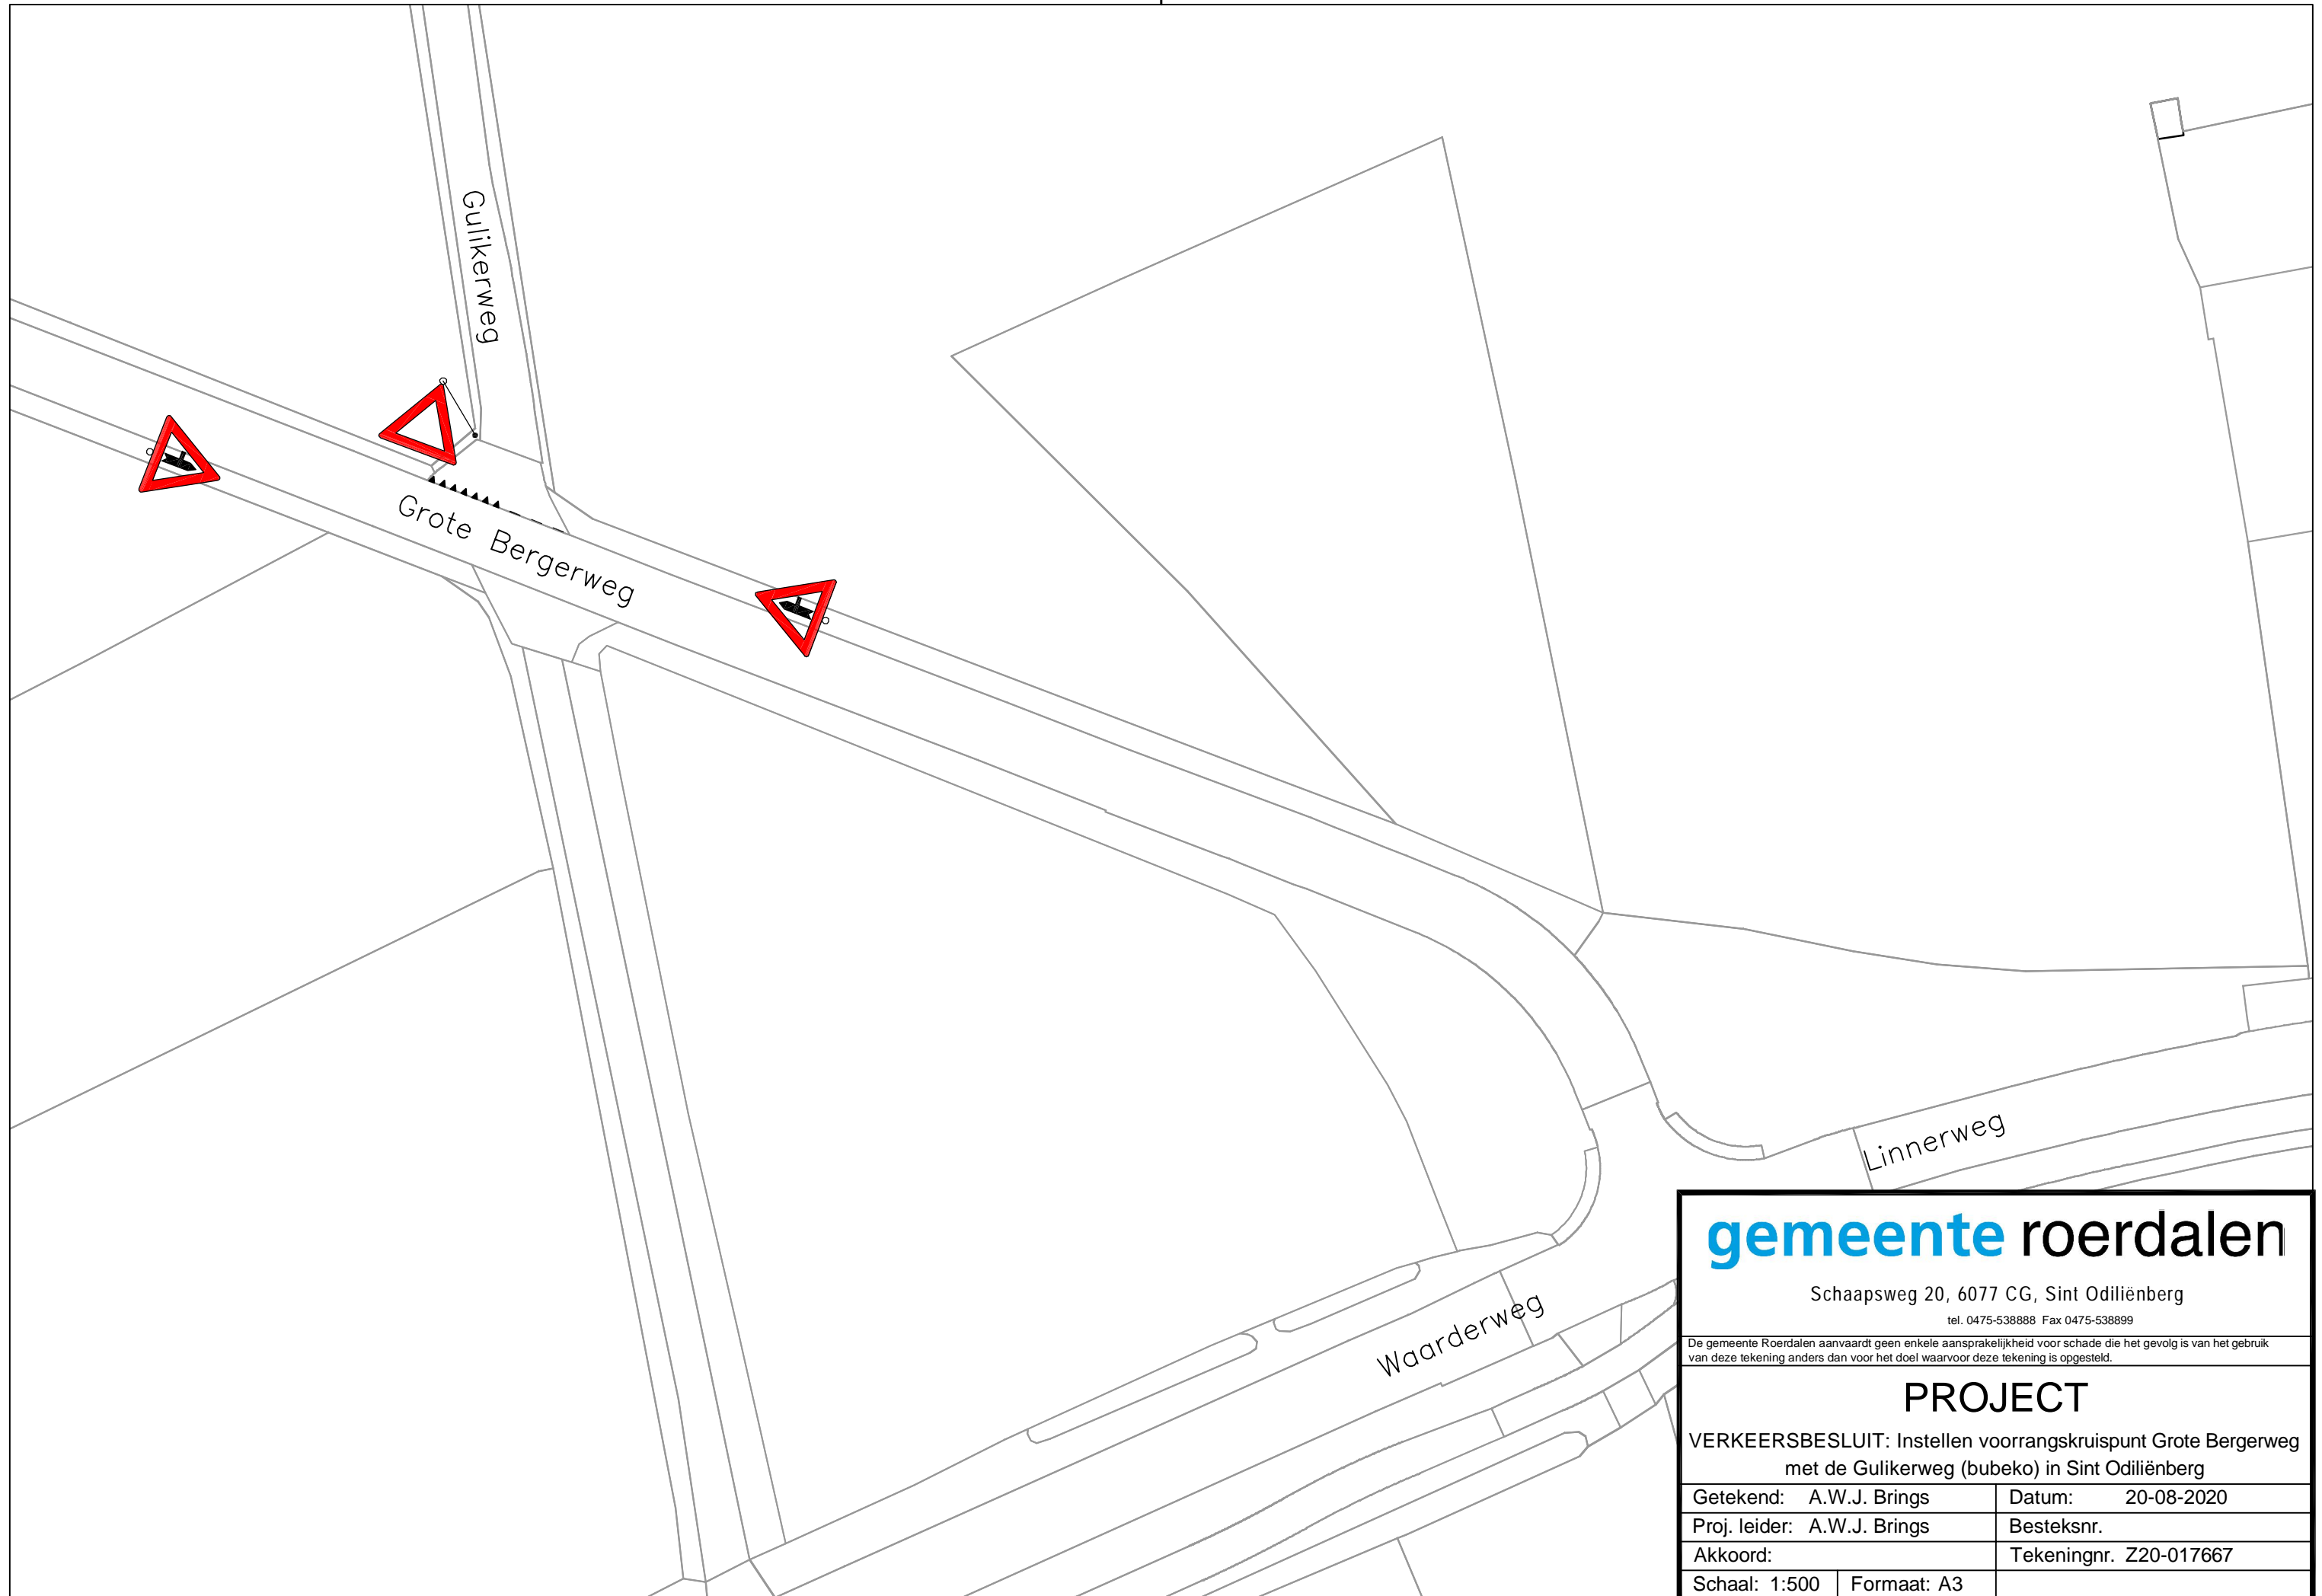 Gulikerweg
Grote Bergerweg
Linnerweg
Waarderweg
gemeente roerdalen
Schaapsweg 20, 6077 CG, Sint Odiliënberg
tel. 0475-538888 Fax 0475-538899
De gemeente Roerdalen aanvaardt geen enkele aansprakelijkheid voor schade die het gevolg is van het gebruik
van deze tekening anders dan voor het doel waarvoor deze tekening is opgesteld.
PROJECT
VERKEERSBESLUIT: Instellen voorrangskruispunt Grote Bergerweg
met de Gulikerweg (bubeko) in Sint Odiliënberg
Getekend: A.W.J. Brings Datum: 20-08-2020
Proj. leider: A.W.J. Brings Besteksnr.
Akkoord: Tekeningnr. Z20-017667
Schaal: 1:500 Formaat: A3